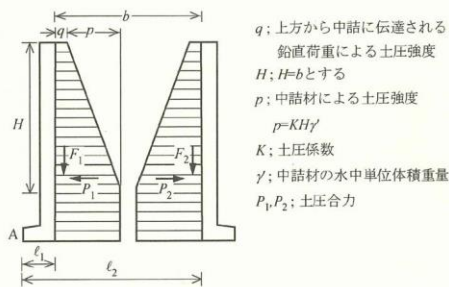 b
q
p
H
F₁
F₂
P₁
P₂
A
ℓ₁
ℓ₂
q；上方から中詰に伝達される
鉛直荷重による土圧強度
H；H=bとする
p；中詰材による土圧強度
p=KHγ'
K；土圧係数
γ'；中詰材の水中単位体積重量
P₁,P₂；土圧合力